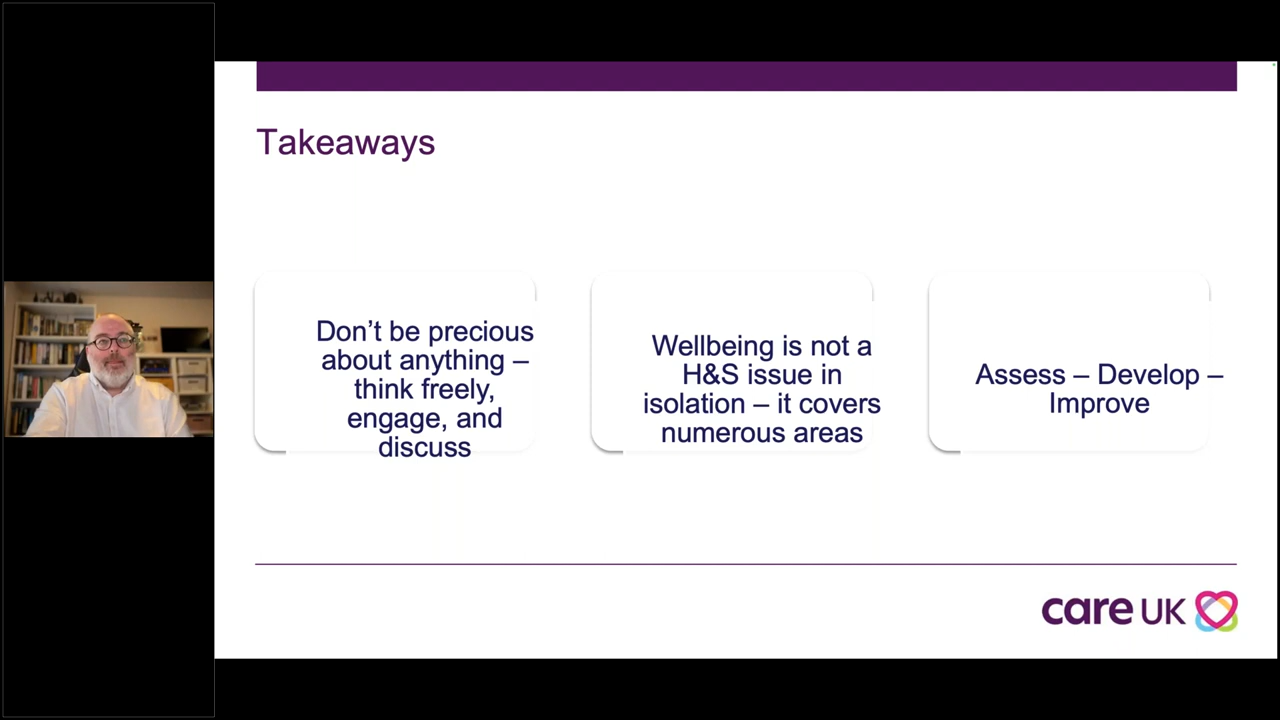 Takeaways
Don’t be precious
about anything –
think freely,
engage, and
discuss
Wellbeing is not a
H&S issue in
isolation – it covers
numerous areas
Assess – Develop –
Improve
care UK